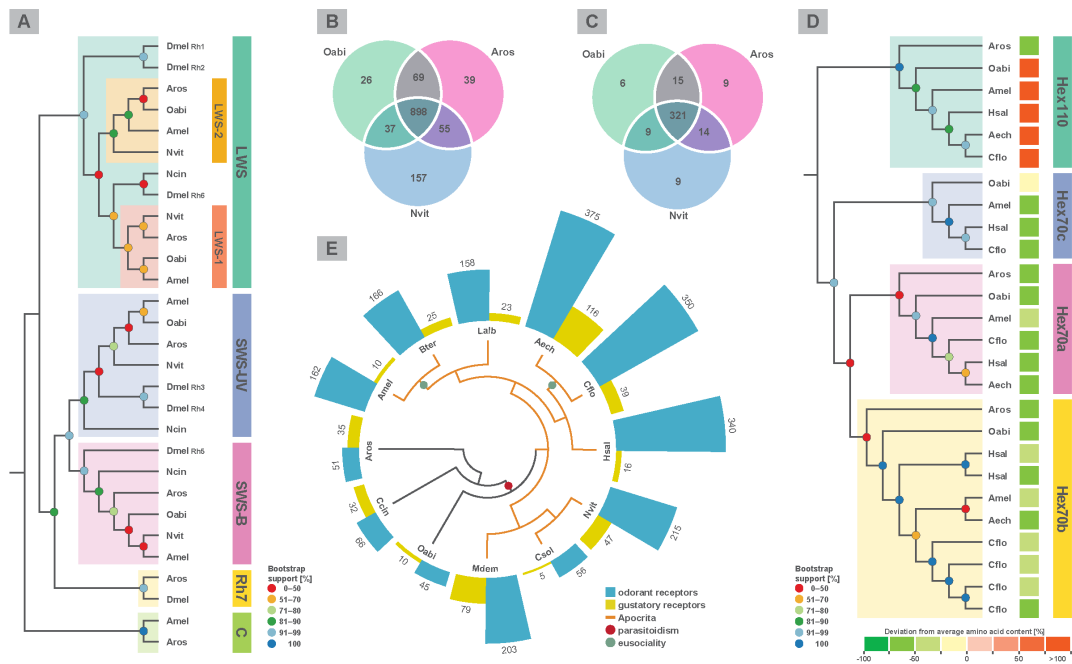 A
Dmel Rh1
Dmel Rh2
Aros
Oabi
Amel
Nvit
Ncin
Dmel Rh6
Nvit
Aros
Oabi
Amel
Amel
Oabi
Aros
Nvit
Dmel Rh3
Dmel Rh4
Ncin
Dmel Rh5
Ncin
Aros
Oabi
Nvit
Amel
Aros
Dmel
Amel
Aros
LWS-2
LWS-1
LWS
SWS-UV
SWS-B
Rh7
C
Bootstrap
support [%]
0–50
51–70
71–80
81–90
91–99
100
B
Oabi
Aros
26
69
39
898
37
55
157
Nvit
C
Oabi
Aros
6
15
9
321
9
14
9
Nvit
E
375
158
166
23
116
350
25
Lalb
Bter
Aech
10
162
Amel
Cflo
39
35
340
Aros
Hsal
51
16
32
Ccin
Nvit
66
47
215
Oabi
Csol
10
Mdem
5
56
45
79
203
odorant receptors
gustatory receptors
Apocrita
parasitoidism
eusociality
D
Aros
Oabi
Amel
Hsal
Aech
Cflo
Oabi
Amel
Hsal
Cflo
Aros
Oabi
Amel
Cflo
Hsal
Aech
Aros
Oabi
Hsal
Hsal
Amel
Aech
Cflo
Cflo
Cflo
Cflo
Hex110
Hex70c
Hex70a
Hex70b
Bootstrap
support [%]
0–50
51–70
71–80
81–90
91–99
100
Deviation from average amino acid content [%]
-100
-50
0
50
>100